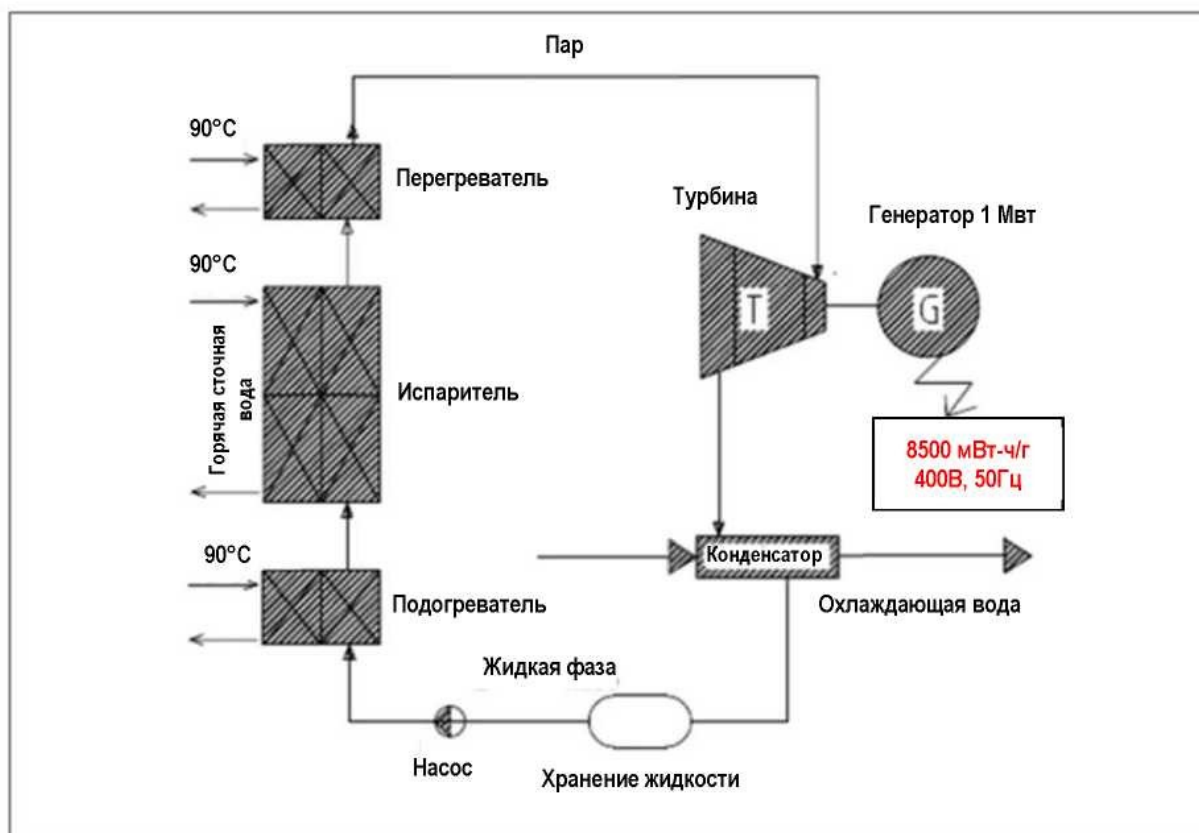 Пар
90°C
Перегреватель
Турбина
Генератор 1 Мвт
90°C
T
G
Горячая сточная
вода
Испаритель
8500 мВт-ч/г
400В, 50Гц
90°C
Конденсатор
Подогреватель
Охлаждающая вода
Жидкая фаза
Насос
Хранение жидкости